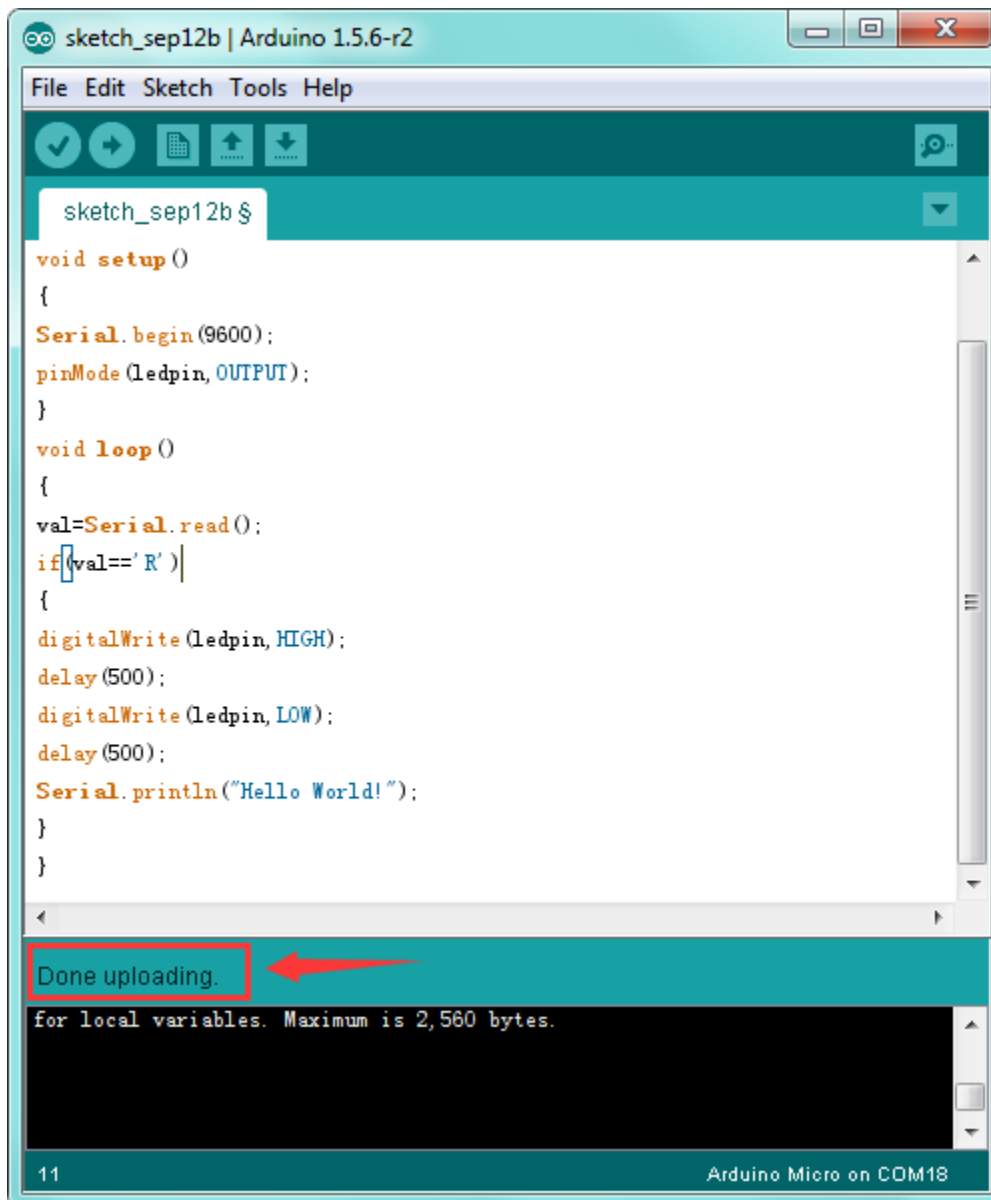 sketch_sep12b | Arduino 1.5.6-r2
File Edit Sketch Tools Help
sketch_sep12b §
void setup()
{
Serial.begin(9600);
pinMode(ledpin,OUTPUT);
}
void loop()
{
val=Serial.read();
if(val=='R')
{
digitalWrite(ledpin,HIGH);
delay(500);
digitalWrite(ledpin,LOW);
delay(500);
Serial.println("Hello World!");
}
}
Done uploading.
for local variables. Maximum is 2,560 bytes.
11 Arduino Micro on COM18